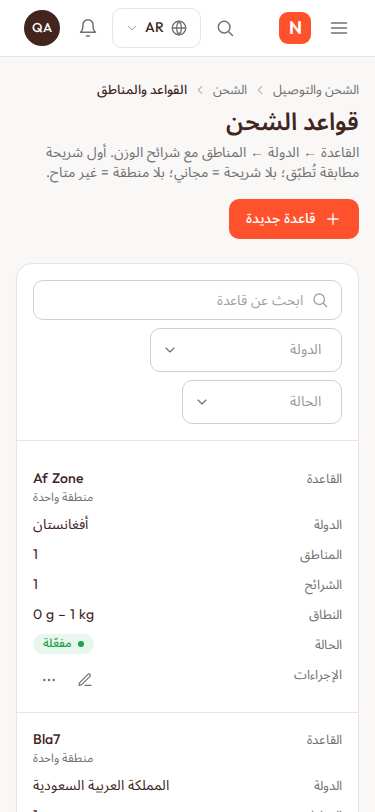 N
AR
QA
الشحن والتوصيل
الشحن
القواعد والمناطق
قواعد الشحن
القاعدة ← الدولة ← المناطق مع شرائح الوزن. أول شريحة
مطابقة تُطبّق؛ بلا شريحة = مجاني؛ بلا منطقة = غير متاح.
قاعدة جديدة
ابحث عن قاعدة
الدولة
الحالة
القاعدة Af Zone
منطقة واحدة
الدولة أفغانستان
المناطق 1
الشرائح 1
النطاق 0 g – 1 kg
الحالة مفعّلة
الإجراءات
القاعدة Bla7
منطقة واحدة
الدولة المملكة العربية السعودية